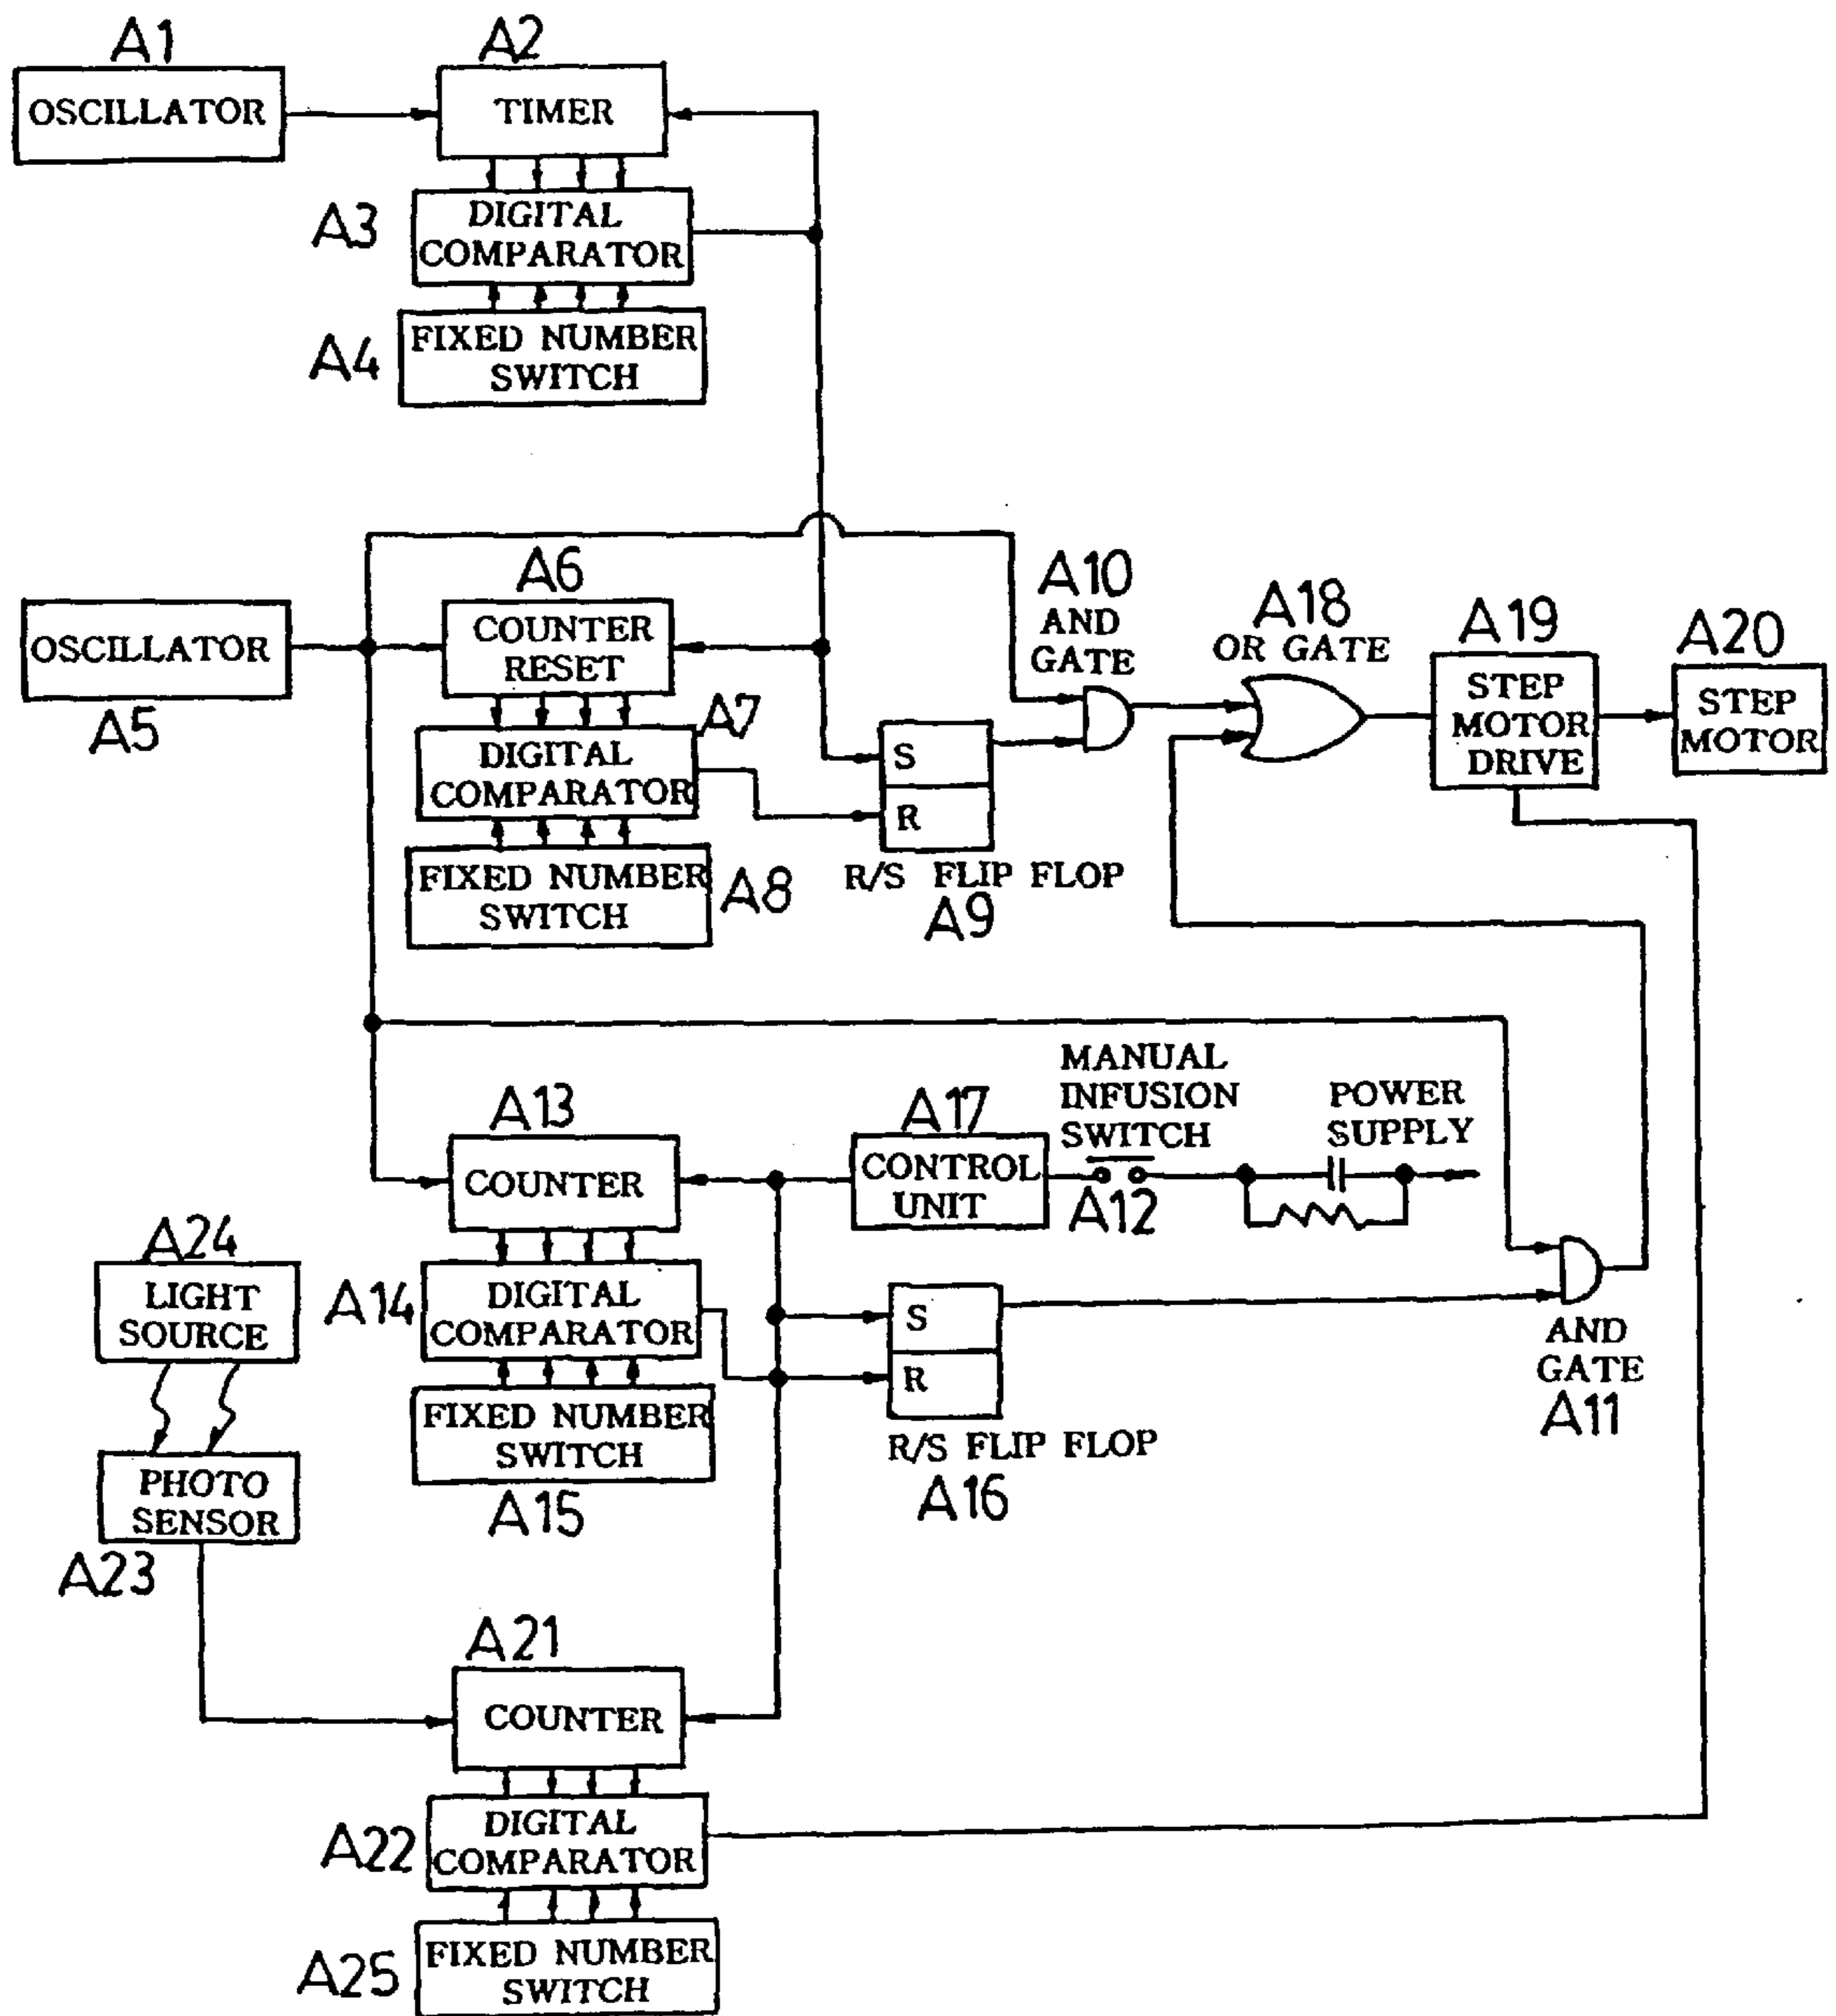 A1
OSCILLATOR
A2
TIMER
A3
DIGITAL
COMPARATOR
A4
FIXED NUMBER
SWITCH
A5
OSCILLATOR
A6
COUNTER
RESET
A7
DIGITAL
COMPARATOR
A8
FIXED NUMBER
SWITCH
S
R
R/S FLIP FLOP
A9
A10
AND
GATE
A18
OR GATE
A19
STEP
MOTOR
DRIVE
A20
STEP
MOTOR
A13
COUNTER
A17
CONTROL
UNIT
MANUAL
INFUSION
SWITCH
A12
POWER
SUPPLY
A24
LIGHT
SOURCE
A14
DIGITAL
COMPARATOR
S
R
R/S FLIP FLOP
A16
AND
GATE
A11
FIXED NUMBER
SWITCH
A15
PHOTO
SENSOR
A23
A21
COUNTER
A22
DIGITAL
COMPARATOR
A25
FIXED NUMBER
SWITCH